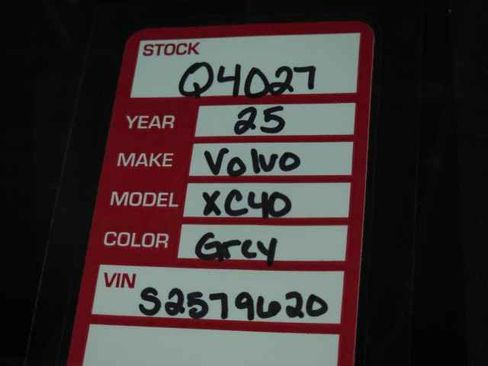 STOCK
Q4027
YEAR 25
MAKE Volvo
MODEL XC40
COLOR Grey
VIN
S2579620